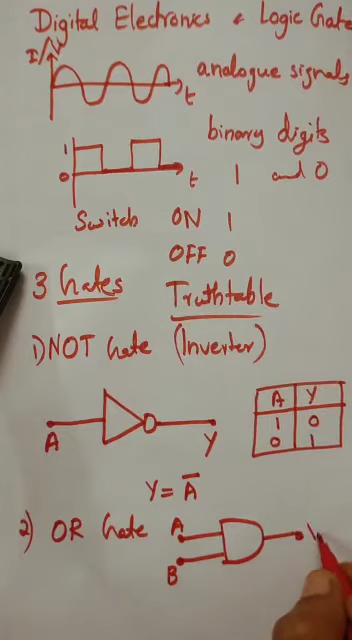 Digital Electronics & Logic Gate
I/V
analogue signals
t
binary digits
1
0
t
1 and 0
Switch ON 1
OFF 0
3 Gates Truthtable
1) NOT Gate (Inverter)
A Y
A Y
1 0
0 1
Y = A̅
2) OR Gate A
B